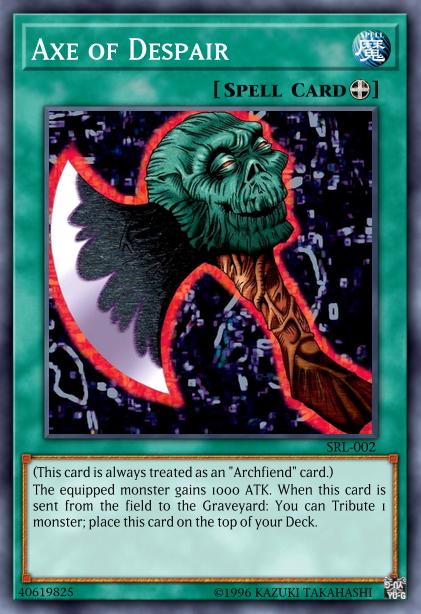 Axe of Despair
SPELL
魔
[Spell Card]
SRL-002
(This card is always treated as an "Archfiend" card.)
The equipped monster gains 1000 ATK. When this card is
sent from the field to the Graveyard: You can Tribute 1
monster; place this card on the top of your Deck.
40619825
©1996 KAZUKI TAKAHASHI